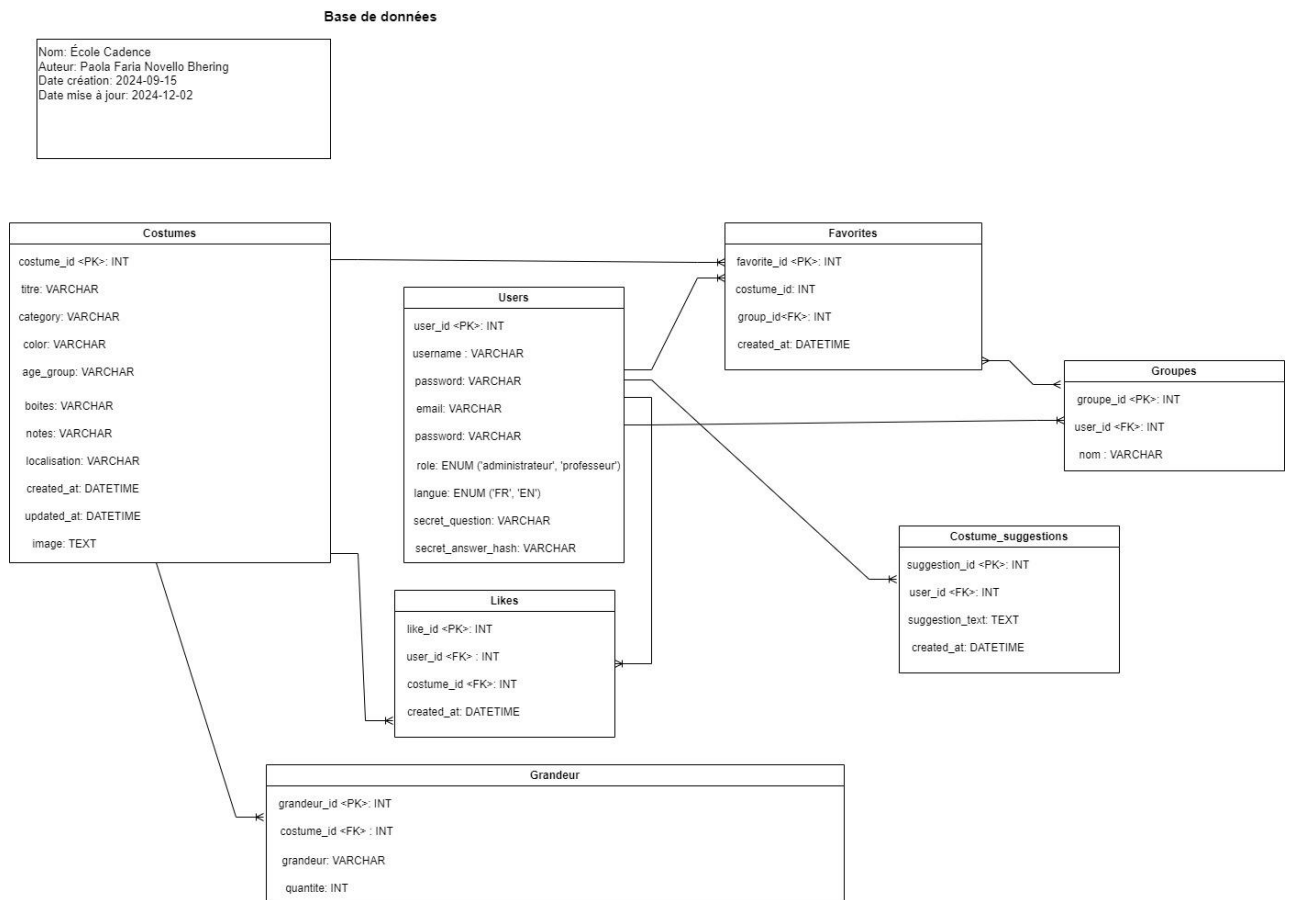 Base de données
Nom: École Cadence
Auteur: Paola Faria Novello Bhering
Date création: 2024-09-15
Date mise à jour: 2024-12-02
Costumes
costume_id <PK>: INT
titre: VARCHAR
category: VARCHAR
color: VARCHAR
age_group: VARCHAR
boites: VARCHAR
notes: VARCHAR
localisation: VARCHAR
created_at: DATETIME
updated_at: DATETIME
image: TEXT
Users
user_id <PK>: INT
username : VARCHAR
password: VARCHAR
email: VARCHAR
password: VARCHAR
role: ENUM ('administrateur', 'professeur')
langue: ENUM ('FR', 'EN')
secret_question: VARCHAR
secret_answer_hash: VARCHAR
Favorites
favorite_id <PK>: INT
costume_id: INT
group_id<FK>: INT
created_at: DATETIME
Groupes
groupe_id <PK>: INT
user_id <FK>: INT
nom : VARCHAR
Costume_suggestions
suggestion_id <PK>: INT
user_id <FK>: INT
suggestion_text: TEXT
created_at: DATETIME
Likes
like_id <PK>: INT
user_id <FK> : INT
costume_id <FK>: INT
created_at: DATETIME
Grandeur
grandeur_id <PK>: INT
costume_id <FK> : INT
grandeur: VARCHAR
quantite: INT